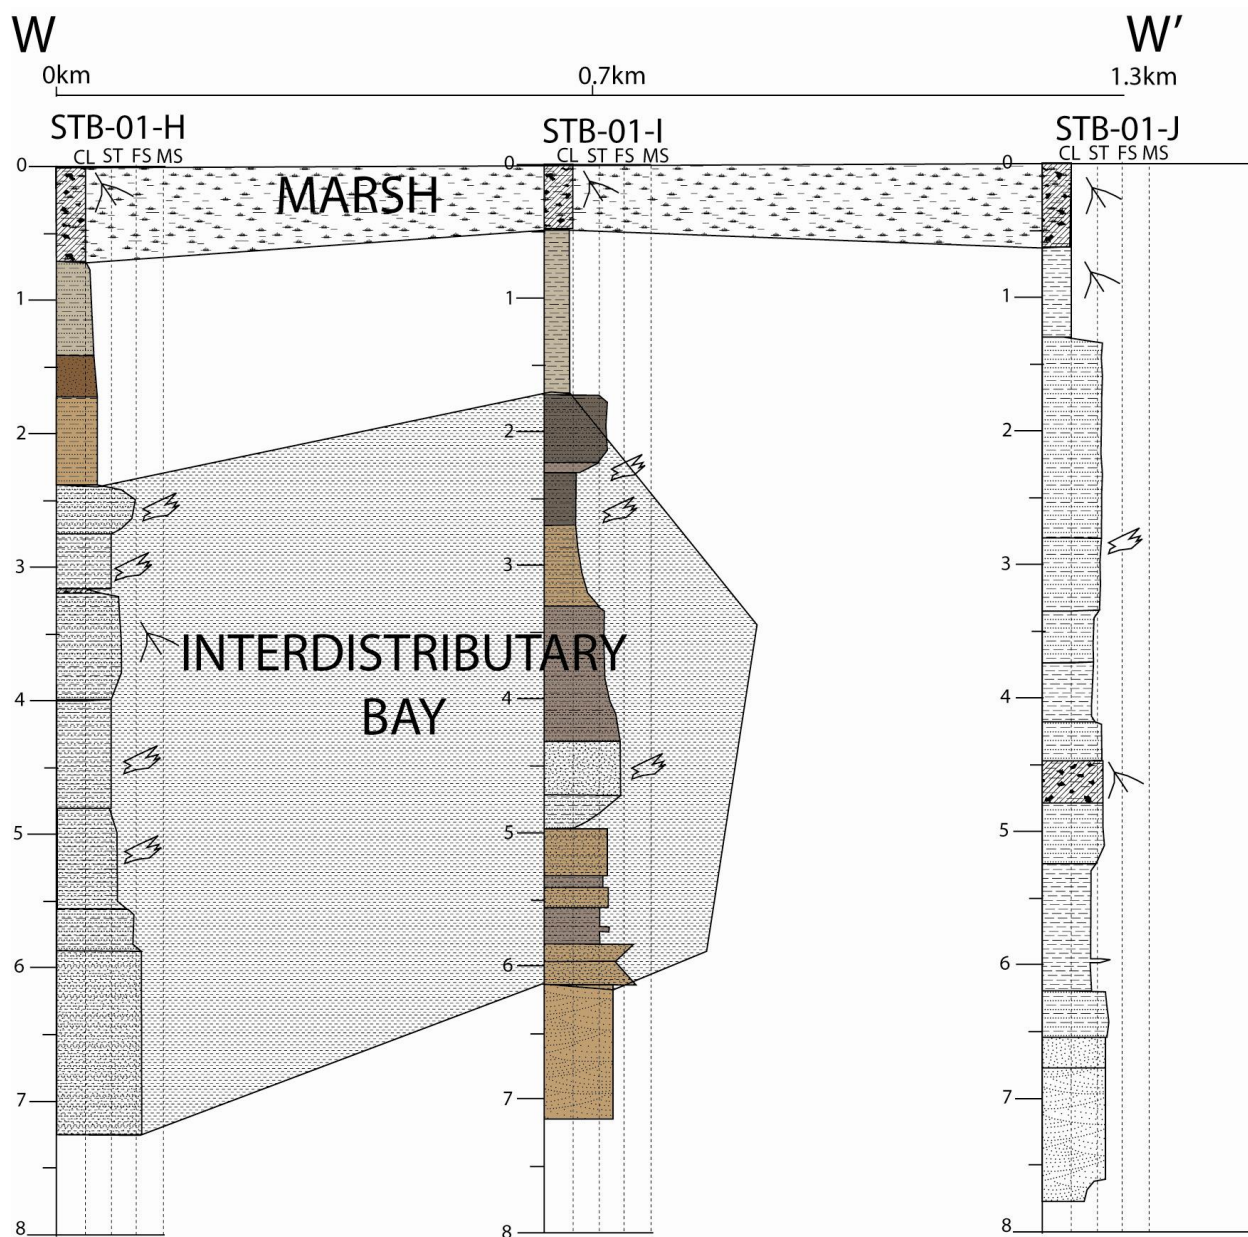 W W'
0km 0.7km 1.3km
STB-01-H STB-01-I STB-01-J
CL ST FS MS CL ST FS MS CL ST FS MS
0 0 0
MARSH
1 1 1
2 2 2
3 3 3
INTERDISTRIBUTARY
BAY
4 4 4
5 5 5
6 6 6
7 7 7
8 8 8